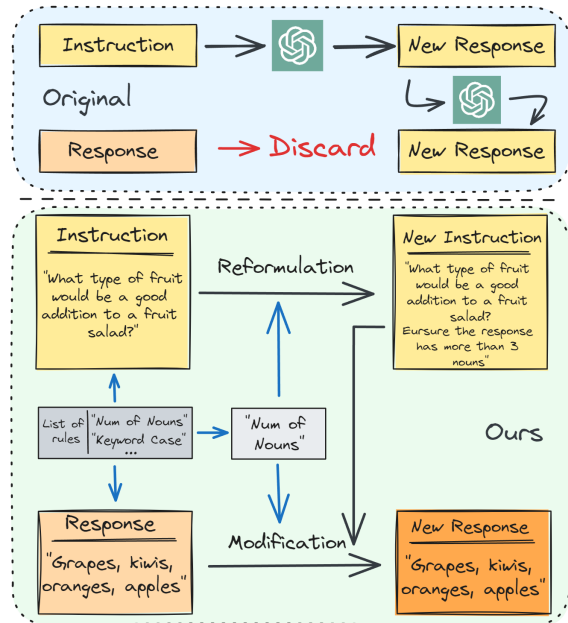 Instruction
New Response
Original
Response
Discard
New Response
Instruction
"What type of fruit
would be a good
addition to a fruit
salad?"
Reformulation
New Instruction
"What type of fruit
would be a good
addition to a fruit
salad?
Eursure the response
has more than 3
nouns"
List of
rules
"Num of Nouns"
"Keyword Case"
...
"Num of
Nouns"
Ours
Response
"Grapes, kiwis,
oranges, apples"
Modification
New Response
"Grapes, kiwis,
oranges, apples"